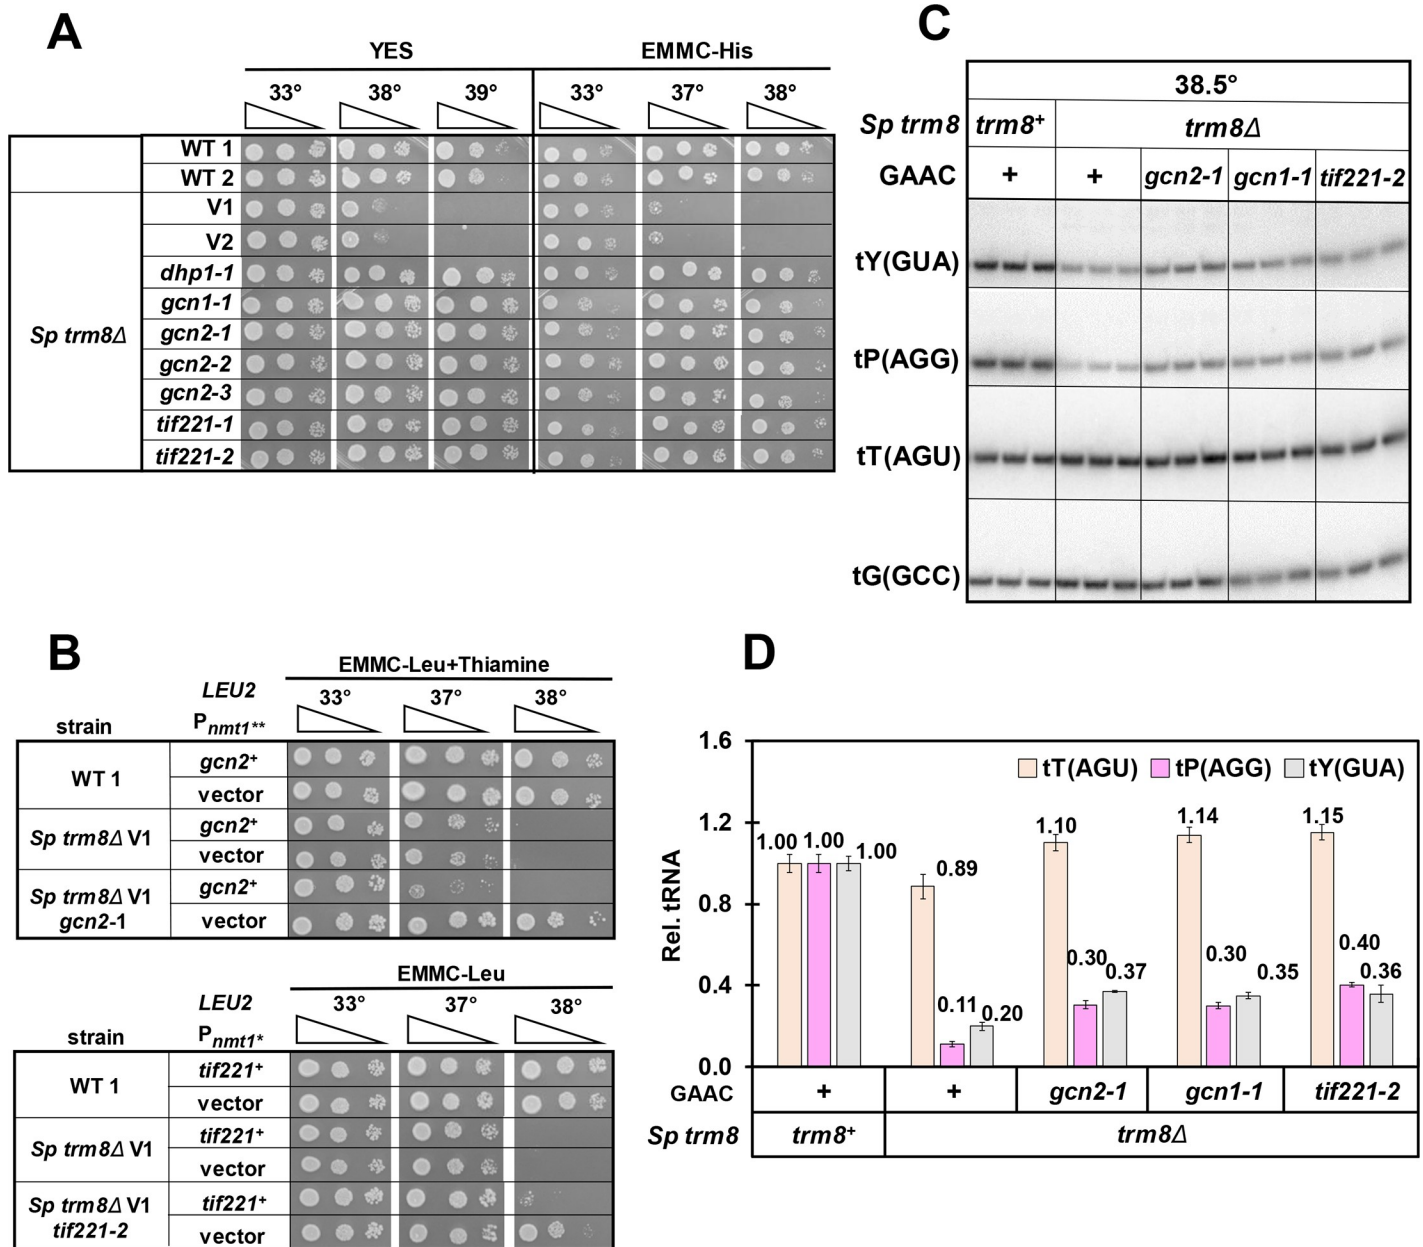 A
YES EMMC-His
33° 38° 39° 33° 37° 38°
WT 1
WT 2
V1
V2
dhp1-1
gcn1-1
Sp trm8Δ gcn2-1
gcn2-2
gcn2-3
tif221-1
tif221-2
B
EMMC-Leu+Thiamine
LEU2 33° 37° 38°
strain Pnmt1**
WT 1 gcn2+
vector
Sp trm8Δ V1 gcn2+
vector
Sp trm8Δ V1 gcn2+
gcn2-1 vector
EMMC-Leu
LEU2 33° 37° 38°
strain Pnmt1*
WT 1 tif221+
vector
Sp trm8Δ V1 tif221+
vector
Sp trm8Δ V1 tif221+
tif221-2 vector
C
38.5°
Sp trm8 trm8+ trm8Δ
GAAC + + gcn2-1 gcn1-1 tif221-2
tY(GUA)
tP(AGG)
tT(AGU)
tG(GCC)
D
1.6
tT(AGU) tP(AGG) tY(GUA)
1.2
1.00 1.00 1.00 0.89 1.10 1.14 1.15
Rel. tRNA
0.8
0.11 0.20 0.30 0.37 0.30 0.35 0.40 0.36
0.4
0.0
GAAC + + gcn2-1 gcn1-1 tif221-2
Sp trm8 trm8+ trm8Δ